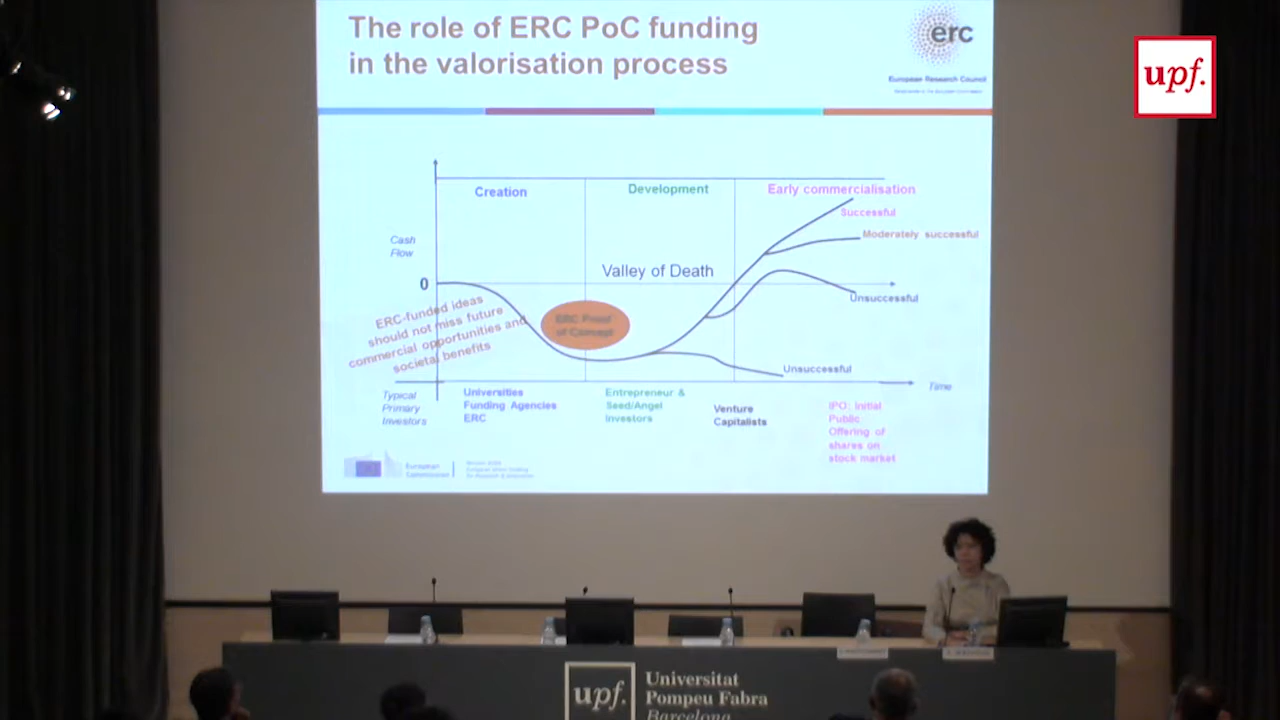 The role of ERC PoC funding
in the valorisation process
erc
European Research Council
upf.
Creation
Development
Early commercialisation
Successful
Moderately successful
Cash
Flow
Valley of Death
0
Unsuccessful
ERC-funded ideas
should not miss future
commercial opportunities and
societal benefits
ERC Proof
of Concept
Unsuccessful
Time
Typical
Primary
Investors
Universities
Funding Agencies
ERC
Entrepreneur &
Seed/Angel
Investors
Venture
Capitalists
IPO: Initial
Public
Offering of
shares on
stock market
European
Commission
upf.
Universitat
Pompeu Fabra
Barcelona